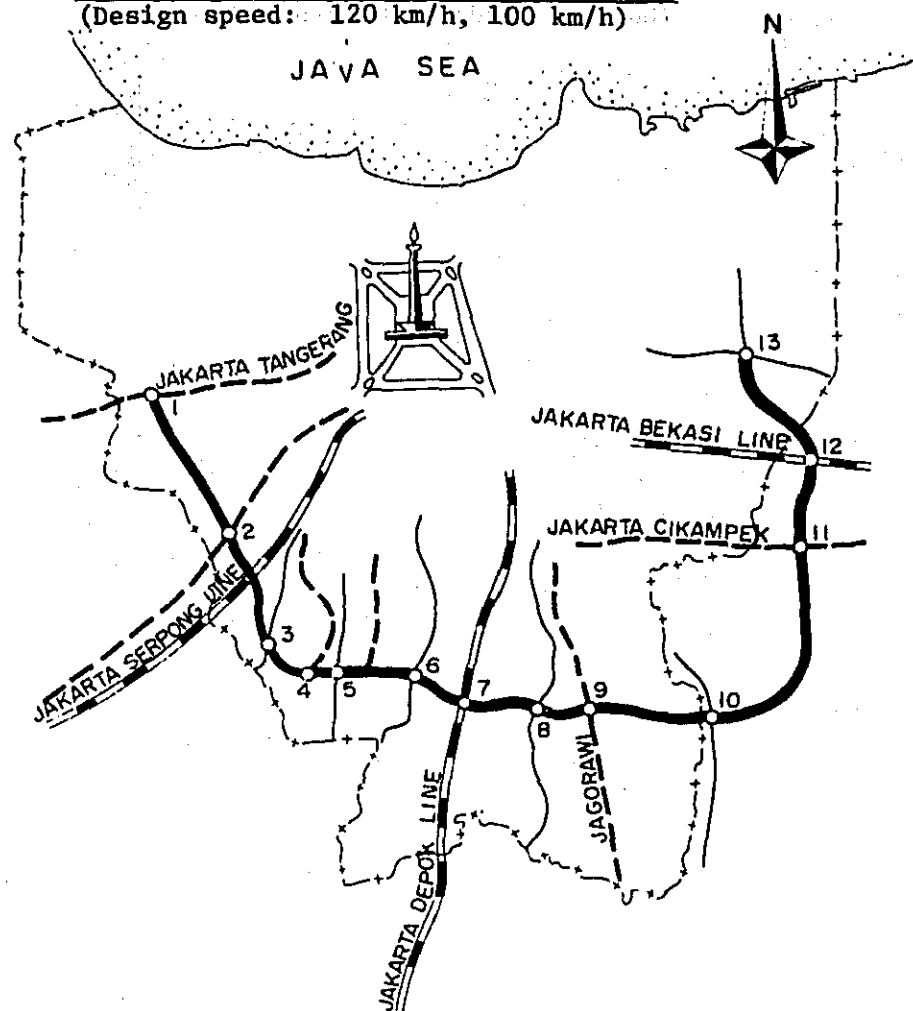 (Design speed: 120 km/h, 100 km/h)
N
JAVA SEA
13
JAKARTA TANGERANG
1
JAKARTA BEKASI LINE
12
2
JAKARTA CIKAMPEK
11
JAKARTA SERPONG LINE
3
4
5
6
7
8
9
10
JAGORAWI
JAKARTA DEPOK LINE